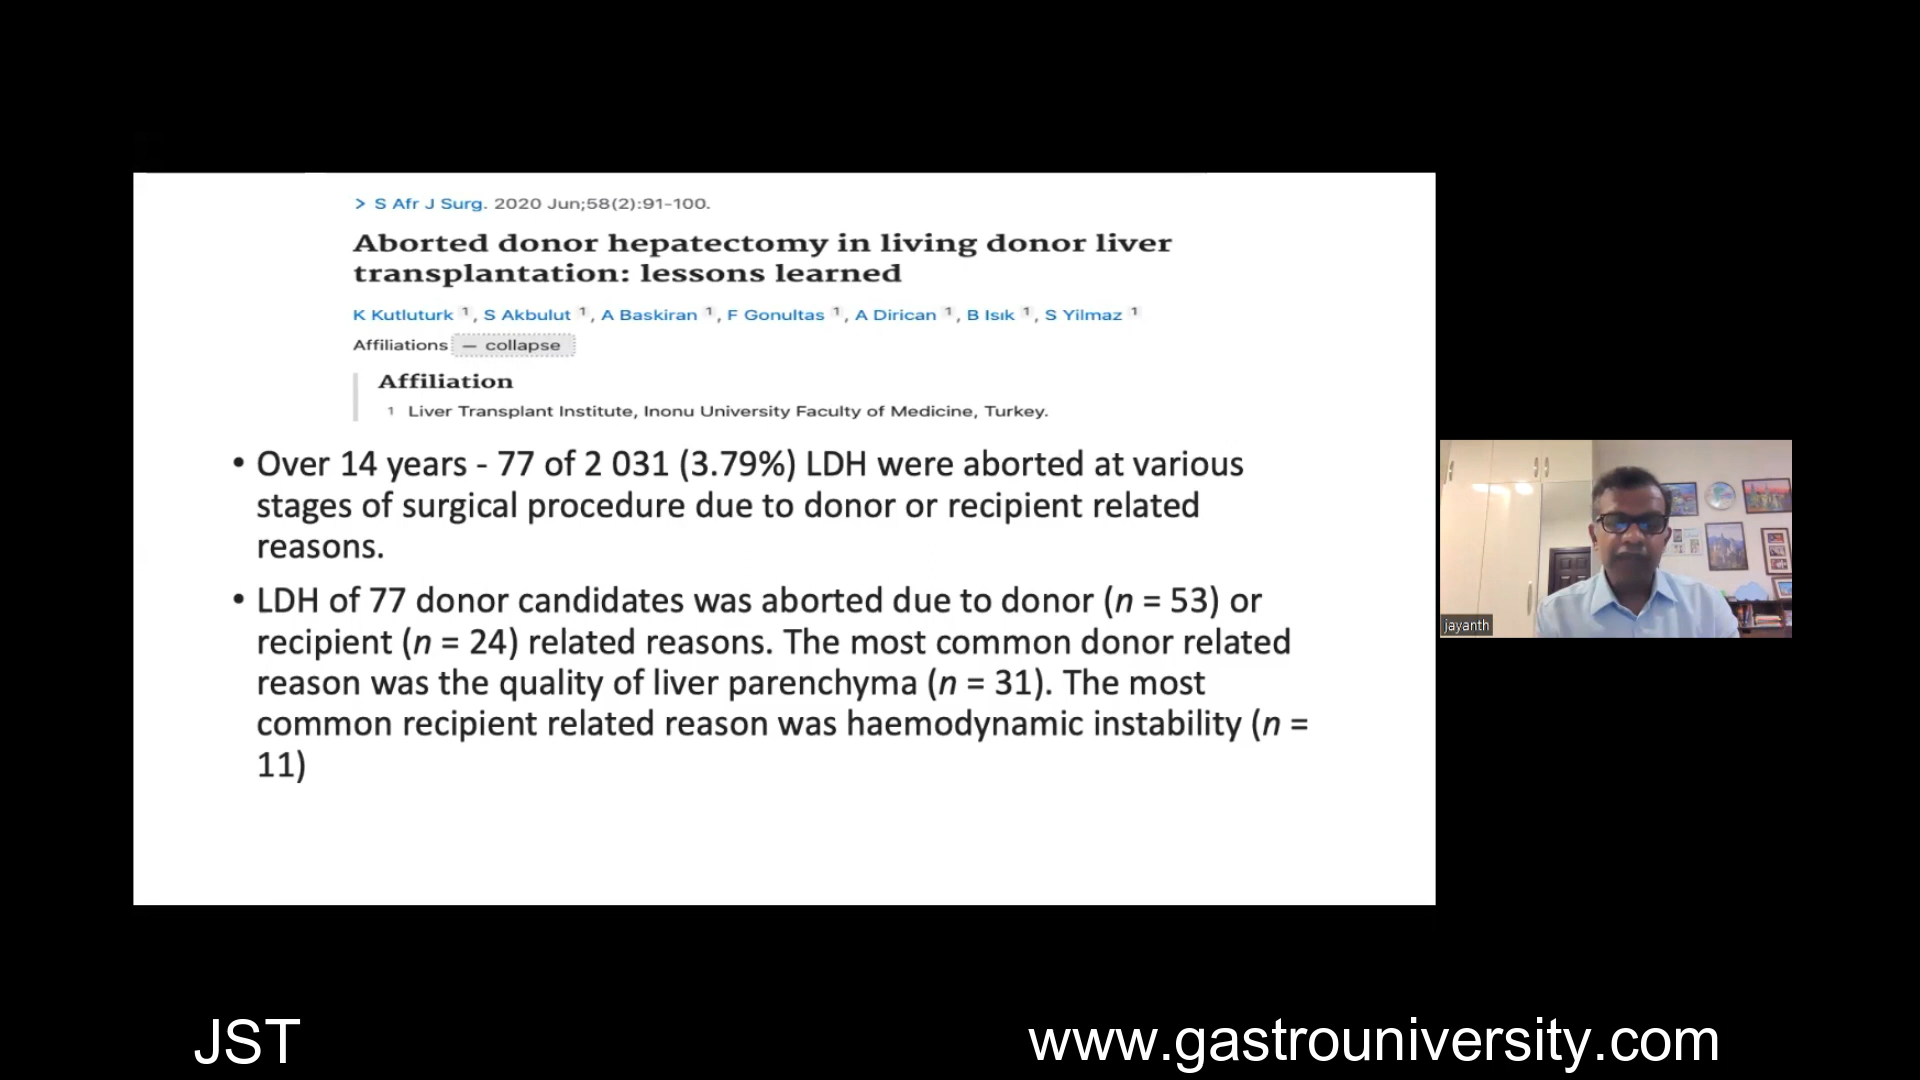 > S Afr J Surg. 2020 Jun;58(2):91-100.
Aborted donor hepatectomy in living donor liver
transplantation: lessons learned
K Kutluturk 1, S Akbulut 1, A Baskiran 1, F Gonultas 1, A Dirican 1, B Isık 1, S Yilmaz 1
Affiliations — collapse
Affiliation
1 Liver Transplant Institute, Inonu University Faculty of Medicine, Turkey.
• Over 14 years - 77 of 2 031 (3.79%) LDH were aborted at various
stages of surgical procedure due to donor or recipient related
reasons.
• LDH of 77 donor candidates was aborted due to donor (n = 53) or
recipient (n = 24) related reasons. The most common donor related
reason was the quality of liver parenchyma (n = 31). The most
common recipient related reason was haemodynamic instability (n =
11)
jayanth
JST
www.gastrouniversity.com